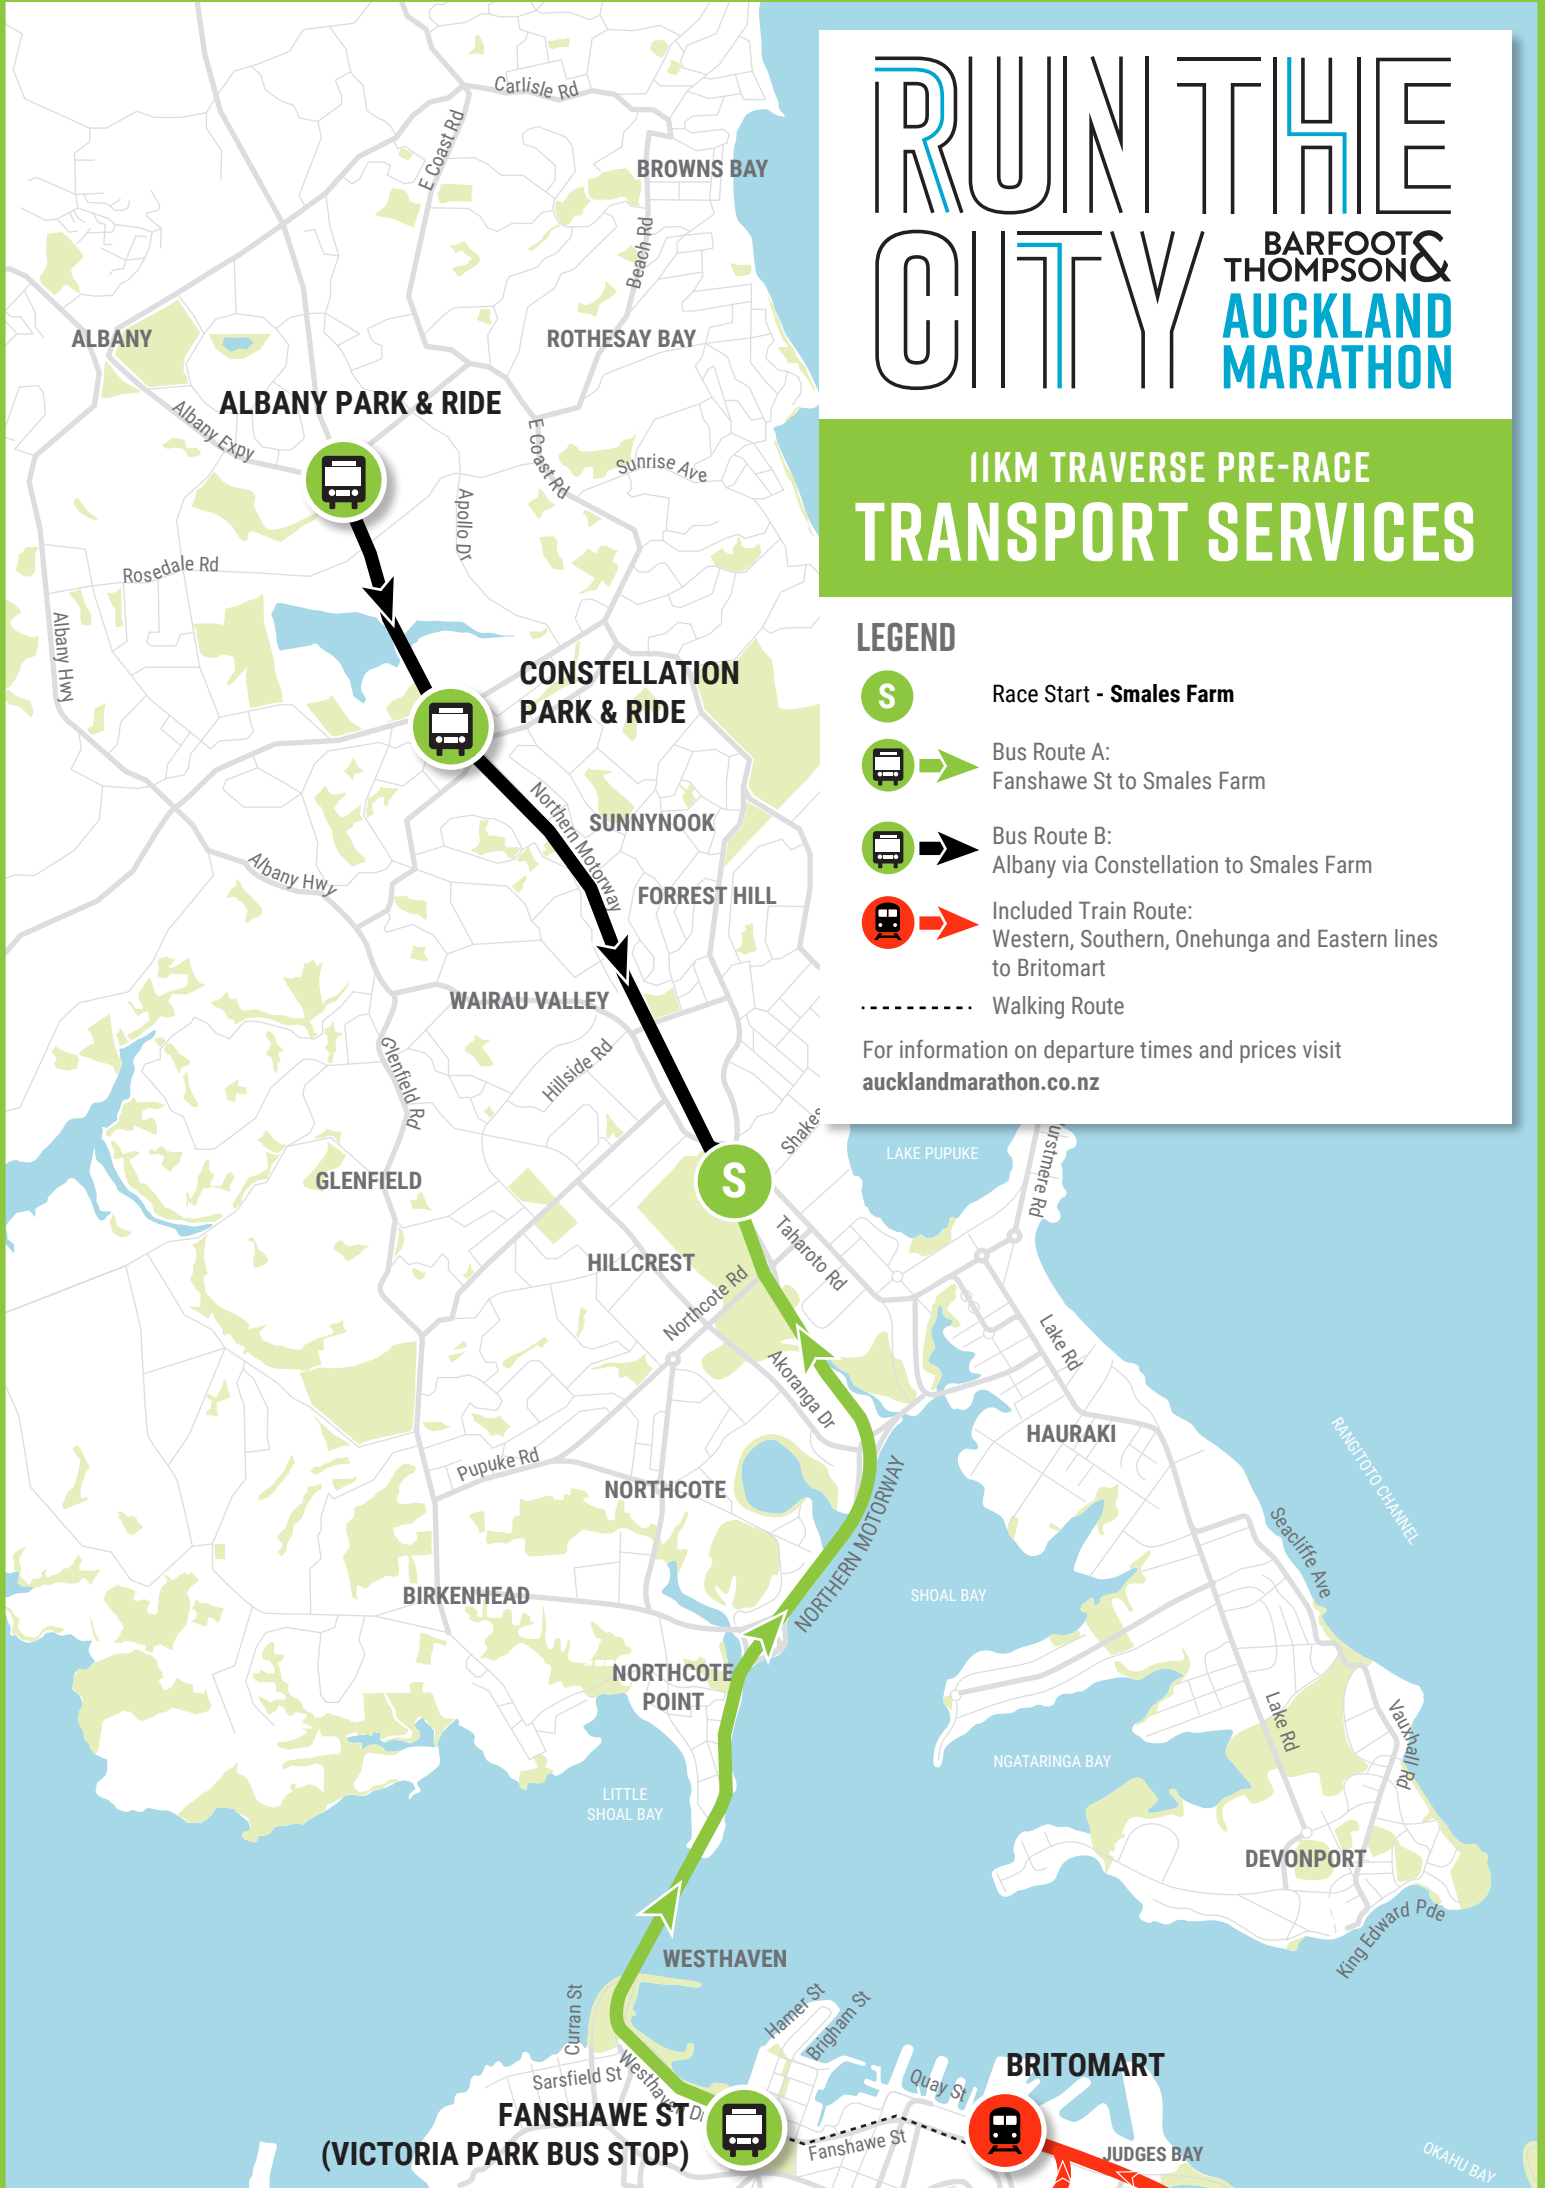 RUN THE
CITY
BARFOOT &
THOMPSON
AUCKLAND
MARATHON
11KM TRAVERSE PRE-RACE
TRANSPORT SERVICES
LEGEND
S
Race Start - Smales Farm
Bus Route A:
Fanshawe St to Smales Farm
Bus Route B:
Albany via Constellation to Smales Farm
Included Train Route:
Western, Southern, Onehunga and Eastern lines
to Britomart
Walking Route
For information on departure times and prices visit
aucklandmarathon.co.nz
Carlisle Rd
E Coast Rd
BROWNS BAY
Beach Rd
ALBANY
ROTHESAY BAY
ALBANY PARK & RIDE
Albany Expy
E Coast Rd
Sunrise Ave
Apollo Dr
Rosedale Rd
Albany Hwy
CONSTELLATION
PARK & RIDE
Northern Motorway
SUNNYNOOK
Albany Hwy
FORREST HILL
WAIRAU VALLEY
Glenfield Rd
Hillside Rd
LAKE PUPUKE
GLENFIELD
S
HILLCREST
Taharoto Rd
Northcote Rd
Lake Rd
Akoranga Dr
HAURAKI
RANGITOTO CHANNEL
Pupuke Rd
NORTHCOTE
NORTHERN MOTORWAY
Seacliffe Ave
BIRKENHEAD
SHOAL BAY
NORTHCOTE
POINT
Lake Rd
Vauxhall Rd
NGATARINGA BAY
LITTLE
SHOAL BAY
DEVONPORT
King Edward Pde
WESTHAVEN
Curran St
Hamer St
Brigham St
Sarsfield St
Westhaven Dr
Quay St
BRITOMART
FANSHAWE ST
(VICTORIA PARK BUS STOP)
Fanshawe St
JUDGES BAY
OKAHU BAY